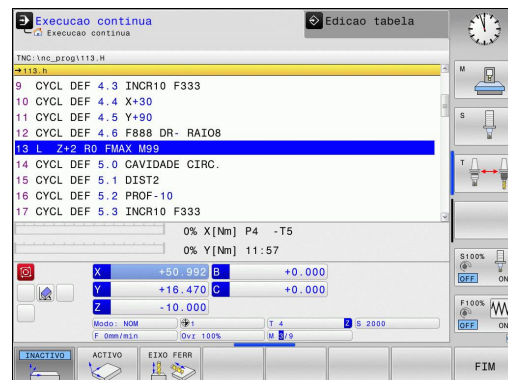 Execucao continua
Execucao continua
Edicao tabela
TNC:\nc_prog\113.H
→113.h
9 CYCL DEF 4.3 INCR10 F333
10 CYCL DEF 4.4 X+30
11 CYCL DEF 4.5 Y+90
12 CYCL DEF 4.6 F888 DR- RAIO8
13 L Z+2 R0 FMAX M99
14 CYCL DEF 5.0 CAVIDADE CIRC.
15 CYCL DEF 5.1 DIST2
16 CYCL DEF 5.2 PROF-10
17 CYCL DEF 5.3 INCR10 F333
0% X[Nm] P4 -T5
0% Y[Nm] 11:57
X +50.992 B +0.000
Y +16.470 C +0.000
Z -10.000
Modo: NOM 1 T 4 Z S 2000
F 0mm/min Ovr 100% M 3/9
M
S
T
S100%
OFF ON
F100%
OFF ON
INACTIVO ACTIVO EIXO FERR FIM